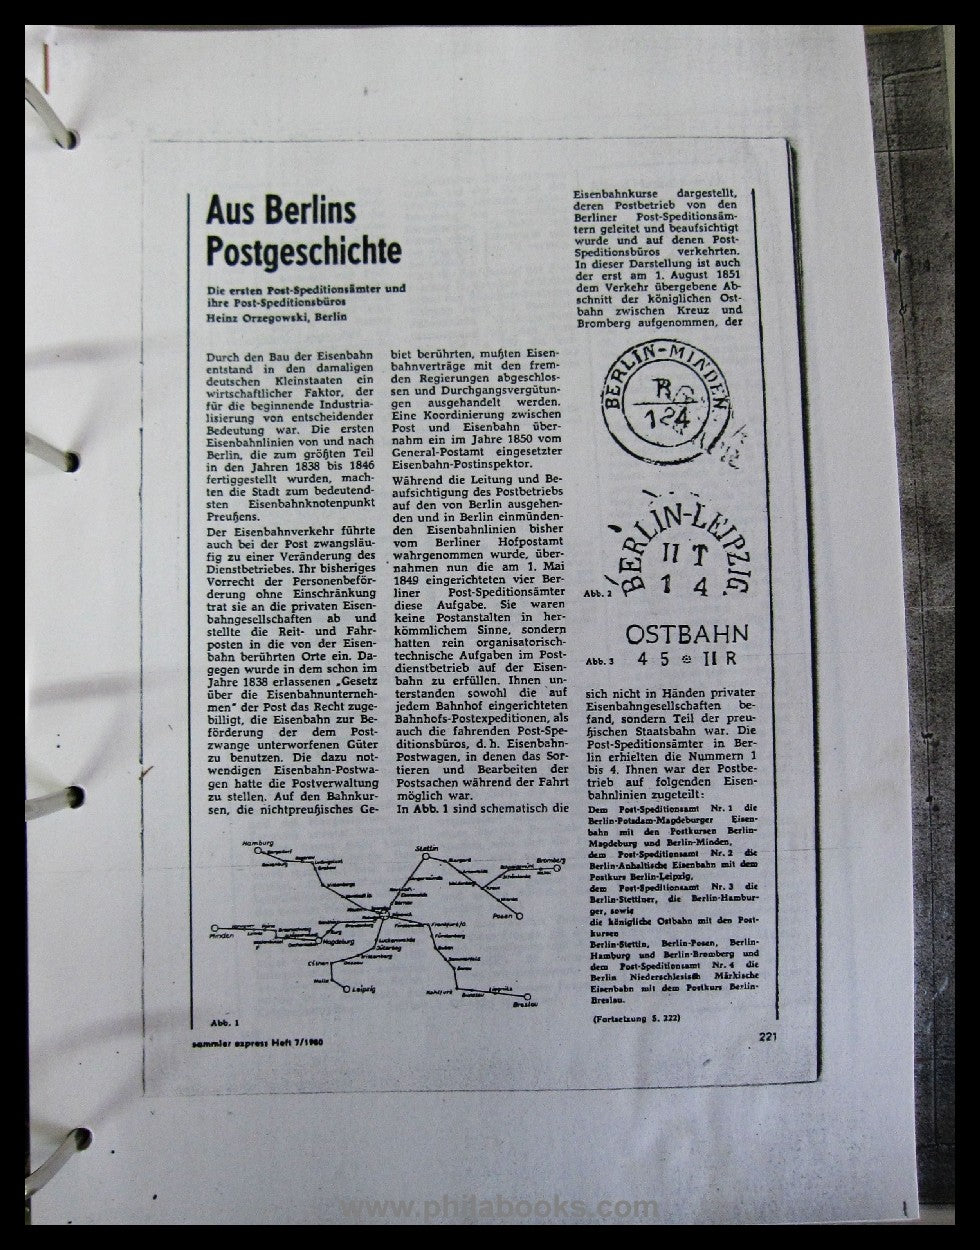 Aus Berlins
Postgeschichte
Die ersten Post-Speditionsämter und
ihre Post-Speditionsbüros
Heinz Orzegowski, Berlin
Durch den Bau der Eisenbahn
entstand in den damaligen
deutschen Kleinstaaten ein
wirtschaftlicher Faktor, der
für die beginnende Industria-
lisierung von entscheidender
Bedeutung war. Die ersten
Eisenbahnlinien von und nach
Berlin, die zum größten Teil
in den Jahren 1838 bis 1846
fertiggestellt wurden, mach-
ten die Stadt zum bedeutend-
sten Eisenbahnknotenpunkt
Preußens.
Der Eisenbahnverkehr führte
auch bei der Post zwangsläu-
fig zu einer Veränderung des
Dienstbetriebes. Ihr bisheriges
Vorrecht der Personenbeför-
derung ohne Einschränkung
trat sie an die privaten Eisen-
bahngesellschaften ab und
stellte die Reit- und Fahr-
posten in die von der Eisen-
bahn berührten Orte ein. Da-
gegen wurde in dem schon im
Jahre 1838 erlassenen „Gesetz
über die Eisenbahnunterneh-
men" der Post das Recht zuge-
billigt, die Eisenbahn zur Be-
förderung der dem Post-
zwange unterworfenen Güter
zu benutzen. Die dazu not-
wendigen Eisenbahn-Postwa-
gen hatte die Postverwaltung
zu stellen. Auf den Bahnkur-
sen, die nichtpreußisches Ge-
biet berührten, mußten Eisen-
bahnverträge mit den frem-
den Regierungen abgeschlos-
sen und Durchgangsvergütun-
gen ausgehandelt werden.
Eine Koordinierung zwischen
Post und Eisenbahn über-
nahm ein im Jahre 1850 vom
General-Postamt eingesetzter
Eisenbahn-Postinspektor.
Während die Leitung und Be-
aufsichtigung des Postbetriebs
auf den von Berlin ausgehen-
den und in Berlin einmünden-
den Eisenbahnlinien bisher
vom Berliner Hofpostamt
wahrgenommen wurde, über-
nahmen nun die am 1. Mai
1849 eingerichteten vier Ber-
liner Post-Speditionsämter
diese Aufgabe. Sie waren
keine Postanstalten in her-
kömmlichem Sinne, sondern
hatten rein organisatorisch-
technische Aufgaben im Post-
dienstbetrieb auf der Eisen-
bahn zu erfüllen. Ihnen un-
terstanden sowohl die auf
jedem Bahnhof eingerichteten
Bahnhofs-Postexpeditionen, als
auch die fahrenden Post-Spe-
ditionsbüros, d. h. Eisenbahn-
Postwagen, in denen das Sor-
tieren und Bearbeiten der
Postsachen während der Fahrt
möglich war.
In Abb. 1 sind schematisch die
Eisenbahnkurse dargestellt,
deren Postbetrieb von den
Berliner Post-Speditionsäm-
tern geleitet und beaufsichtigt
wurde und auf denen Post-
Speditionsbüros verkehrten.
In dieser Darstellung ist auch
der erst am 1. August 1851
dem Verkehr übergebene Ab-
schnitt der königlichen Ost-
bahn zwischen Kreuz und
Bromberg aufgenommen, der
BERLIN-MINDEN
124
BERLIN-LEIPZIG.
II T
1 4
Abb. 2
OSTBAHN
4 5 II R
Abb. 3
sich nicht in Händen privater
Eisenbahngesellschaften be-
fand, sondern Teil der preu-
ßischen Staatsbahn war. Die
Post-Speditionsämter in Ber-
lin erhielten die Nummern 1
bis 4. Ihnen war der Postbe-
trieb auf folgenden Eisen-
bahnlinien zugeteilt:
Dem Post-Speditionsamt Nr. 1 die
Berlin-Potsdam-Magdeburger Eisen-
bahn mit den Postkursen Berlin-
Magdeburg und Berlin-Minden,
dem Post-Speditionsamt Nr. 2 die
Berlin-Anhaltische Eisenbahn mit dem
Postkurs Berlin-Leipzig,
dem Post-Speditionsamt Nr. 3 die
Berlin-Stettiner, die Berlin-Hambur-
ger, sowie
die königliche Ostbahn mit den Post-
kursen
Berlin-Stettin, Berlin-Posen, Berlin-
Hamburg und Berlin-Bromberg und
dem Post-Speditionsamt Nr. 4 die
Berlin Niederschlesisch Märkische
Eisenbahn mit dem Postkurs Berlin-
Breslau.
(Fortsetzung S. 222)
Hamburg
Stettin
Bromberg
Posen
Minden
Magdeburg
Cöthen
Halle
Leipzig
Luckenwalde
Jüterbog
Wittenberg
Frankfurt/O
Fürstenberg
Guben
Sommerfeld
Kohlfurt
Bunzlau
Liegnitz
Breslau
Abb. 1
sammler express Heft 7/1980
221
www.philabooks.com